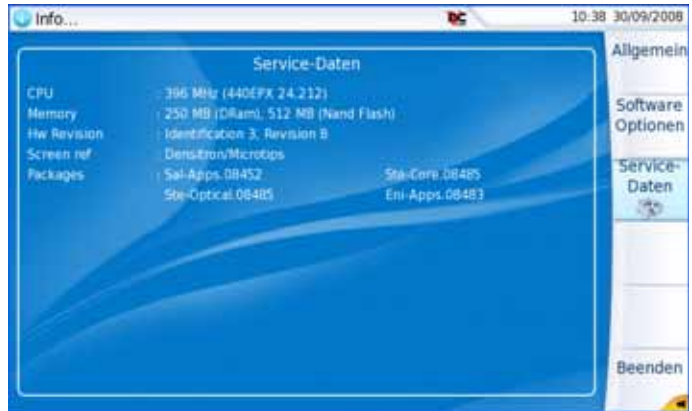 Info...
DC
10:38 30/09/2008
Service-Daten
CPU : 396 MHz (440EPX 24.212)
Memory : 250 MB (DRam), 512 MB (Nand Flash)
Hw Revision : Identification 3, Revision B
Screen ref : Densitron/Microtips
Packages : Sal-Apps.08452 Sta-Core.08485
Ste-Optical.08485 Eni-Apps.08483
Allgemein
Software
Optionen
Service-
Daten
Beenden